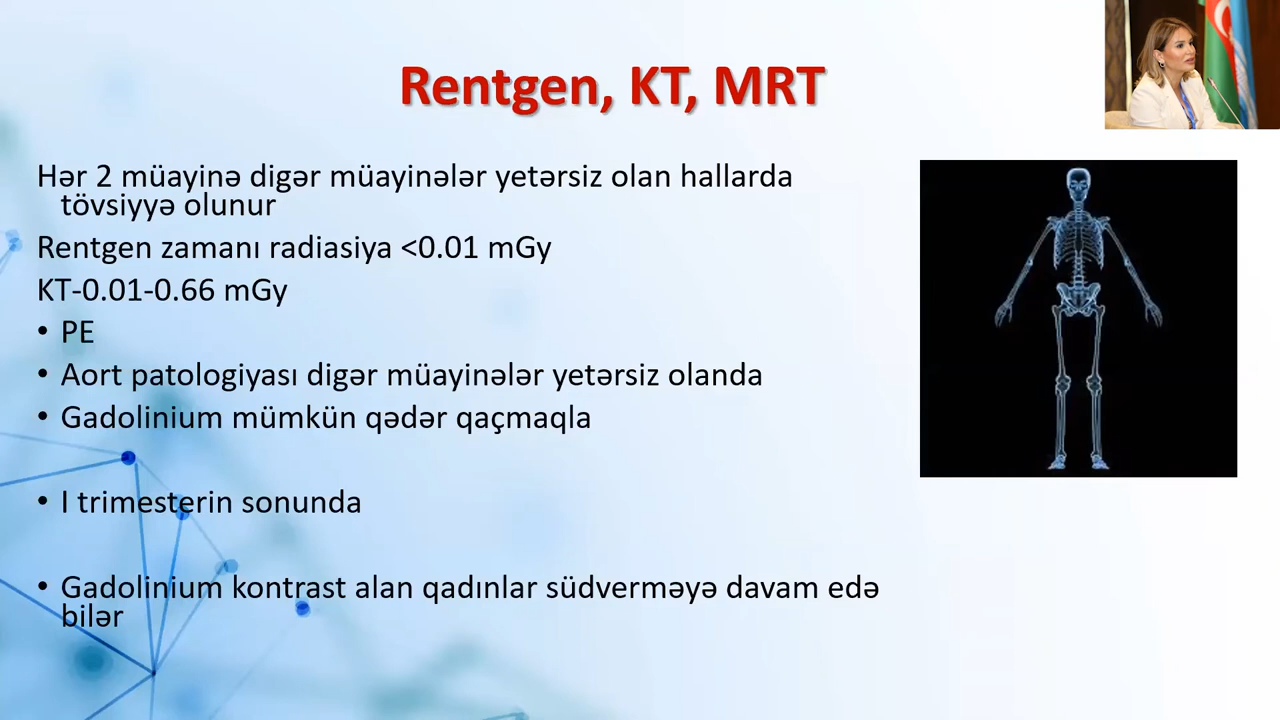 Rentgen, KT, MRT
Hər 2 müayinə digər müayinələr yetərsiz olan hallarda
tövsiyyə olunur
Rentgen zamanı radiasiya <0.01 mGy
KT-0.01-0.66 mGy
• PE
• Aort patologiyası digər müayinələr yetərsiz olanda
• Gadolinium mümkün qədər qaçmaqla
• I trimesterin sonunda
• Gadolinium kontrast alan qadınlar südverməyə davam edə
bilər